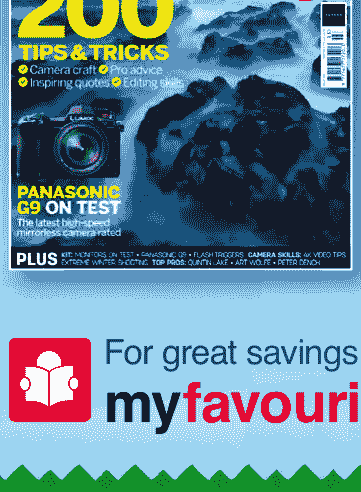 200
TIPS & TRICKS
Camera craft Pro advice
Inspiring quotes Editing skills
LUMIX
PANASONIC
G9 ON TEST
The latest high-speed
mirrorless camera rated
PLUS KIT: MONITORS ON TEST • PANASONIC G9 • FLASH TRIGGERS CAMERA SKILLS: 4K VIDEO TIPS
EXTREME WINTER SHOOTING TOP PROS: QUINTIN LAKE • ART WOLFE • PETER DENCH
For great savings
myfavouri